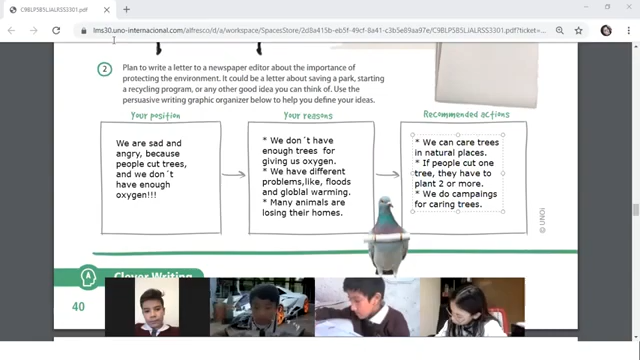 C9BLP5B5LJALRSS3301.pdf
lms30.uno-internacional.com/alfresco/d/a/workspace/SpacesStore/2d8a415b-eb5f-49cf-8a41-c3b5e89aa97e/C9BLP5B5LJALRSS3301.pdf?ticket=...
2 Plan to write a letter to a newspaper editor about the importance of
protecting the environment. It could be a letter about saving a park, starting
a recycling program, or any other good idea you can think of. Use the
persuasive writing graphic organizer below to help you define your ideas.
Your position
We are sad and
angry, because
people cut trees,
and we don´t
have enough
oxygen!!!
Your reasons
* We don´t have
enough trees for
giving us oxygen.
* We have different
problems,like, floods
and globlal warming.
* Many animals are
losing their homes.
Recommended actions
* We can care trees
in natural places.
* If people cut one
tree, they have to
plant 2 or more.
* We do campaings
for caring trees.
© UNOi
A Clever Writing
40